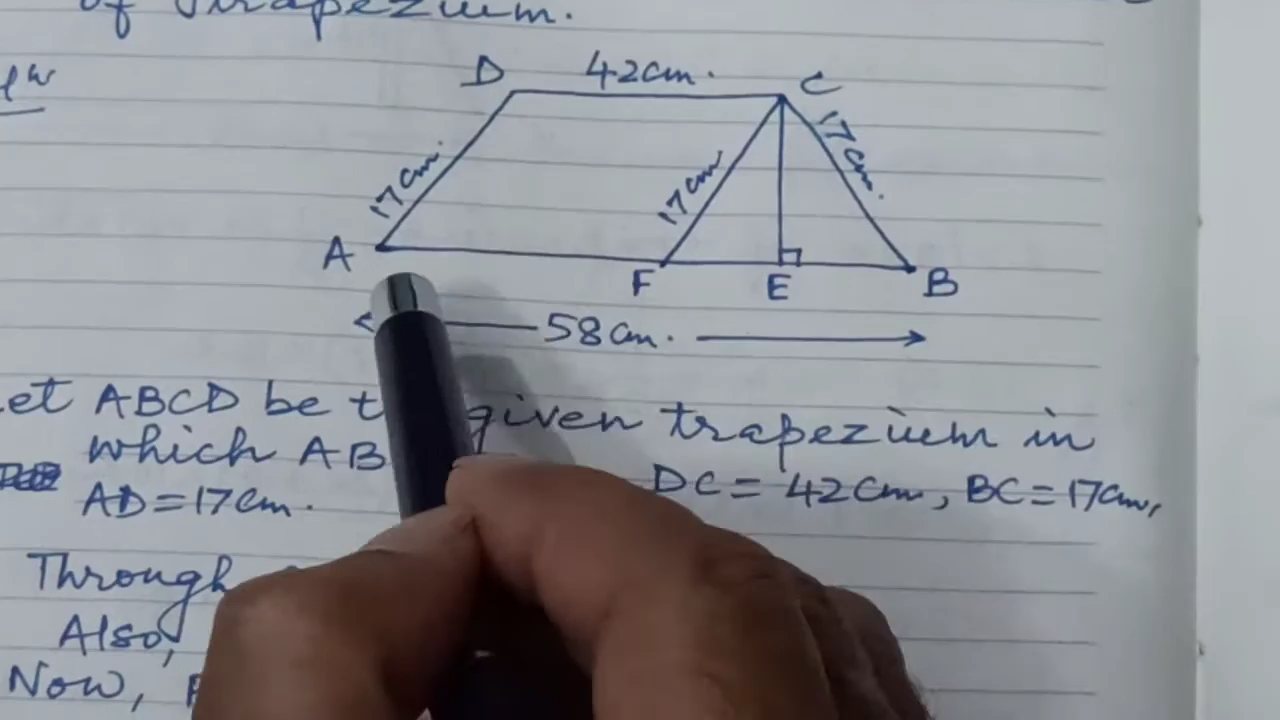 of Trapezium.
D 42cm. C
17cm. 17cm 17cm.
A F E B
58cm.
Let ABCD be given trapezium in
which AB DC = 42cm, BC = 17cm,
AD = 17cm.
Through
Also,
Now,